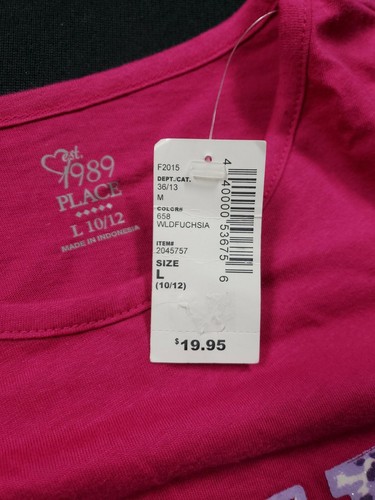 est.
1989
PLACE
L 10/12
MADE IN INDONESIA
F2015
DEPT./CAT.
36/13
M
COLOR#
658
WLDFUCHSIA
ITEM#
2045757
SIZE
L
(10/12)
$19.95
4 40000 53675 6